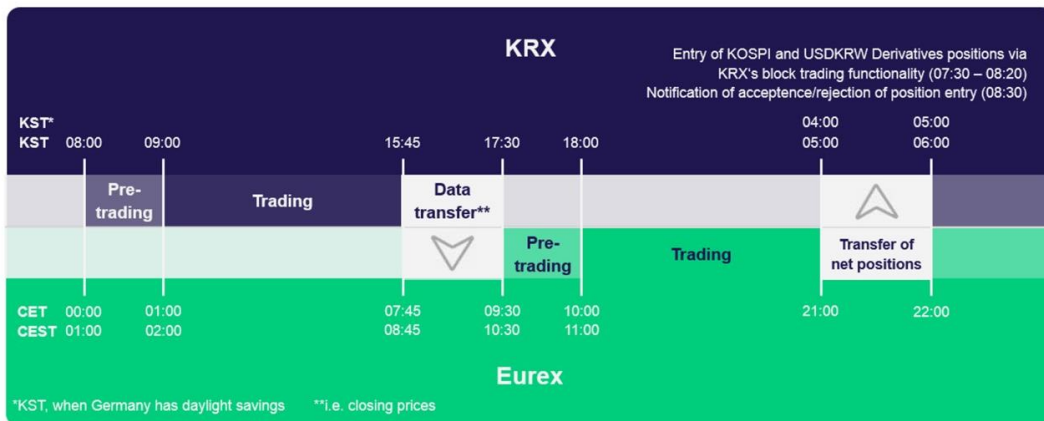 KRX
Entry of KOSPI and USDKRW Derivatives positions via
KRX's block trading functionality (07:30 – 08:20)
Notification of acceptence/rejection of position entry (08:30)
KST* 04:00 05:00
KST 08:00 09:00 15:45 17:30 18:00 05:00 06:00
Pre-
trading
Trading
Data
transfer**
Pre-
trading
Trading
Transfer of
net positions
CET 00:00 01:00 07:45 09:30 10:00 21:00 22:00
CEST 01:00 02:00 08:45 10:30 11:00
Eurex
*KST, when Germany has daylight savings **i.e. closing prices